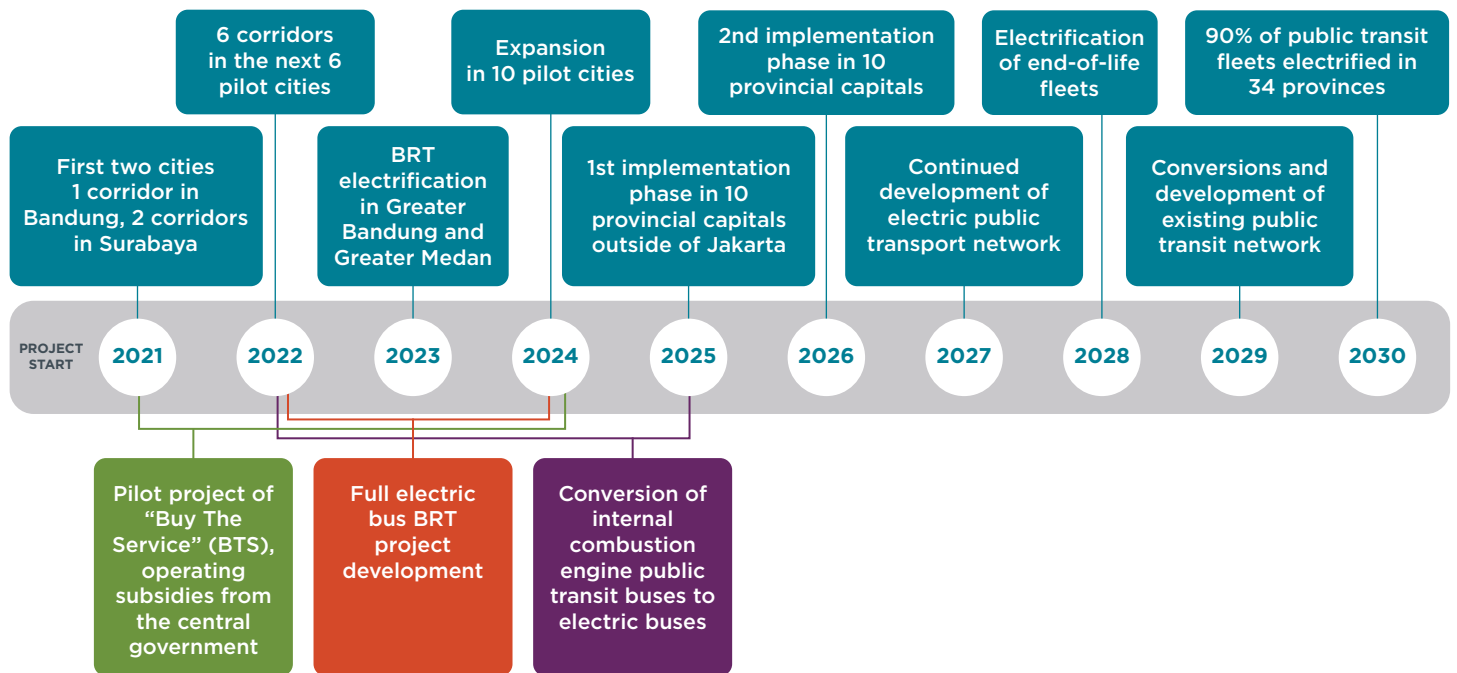 6 corridors
in the next 6
pilot cities
Expansion
in 10 pilot cities
2nd implementation
phase in 10
provincial capitals
Electrification
of end-of-life
fleets
90% of public transit
fleets electrified in
34 provinces
First two cities
1 corridor in
Bandung, 2 corridors
in Surabaya
BRT
electrification
in Greater
Bandung and
Greater Medan
1st implementation
phase in 10
provincial capitals
outside of Jakarta
Continued
development of
electric public
transport network
Conversions and
development of
existing public
transit network
PROJECT
START
2021
2022
2023
2024
2025
2026
2027
2028
2029
2030
Pilot project of
“Buy The
Service” (BTS),
operating
subsidies from
the central
government
Full electric
bus BRT
project
development
Conversion of
internal
combustion
engine public
transit buses to
electric buses